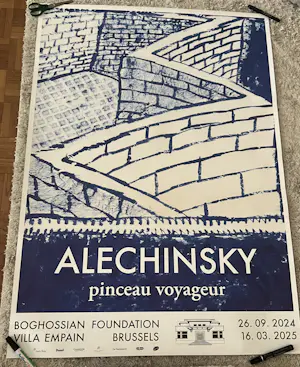 ALECHINSKY
pinceau voyageur
BOGHOSSIAN FOUNDATION 26. 09. 2024
VILLA EMPAIN BRUSSELS 16. 03. 2025